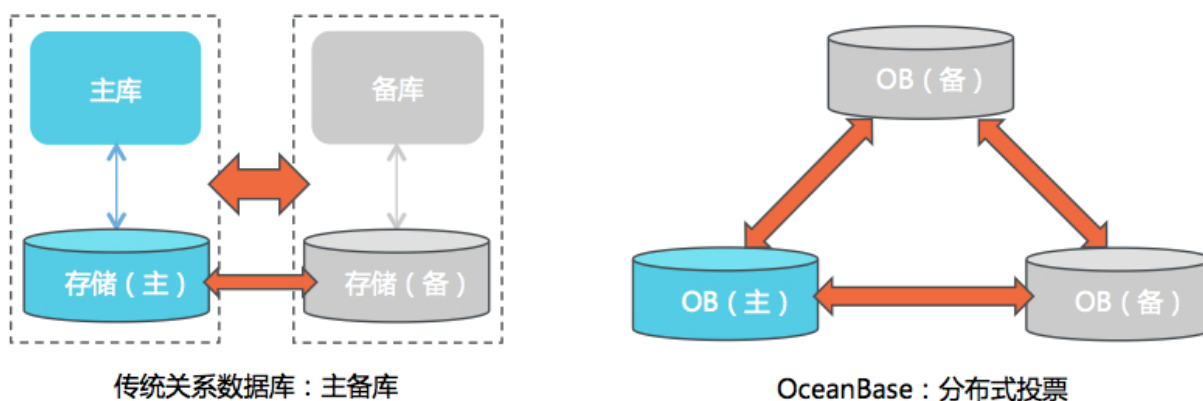 主库
备库
存储（主）
存储（备）
传统关系数据库：主备库
OB（备）
OB（主）
OB（备）
OceanBase：分布式投票